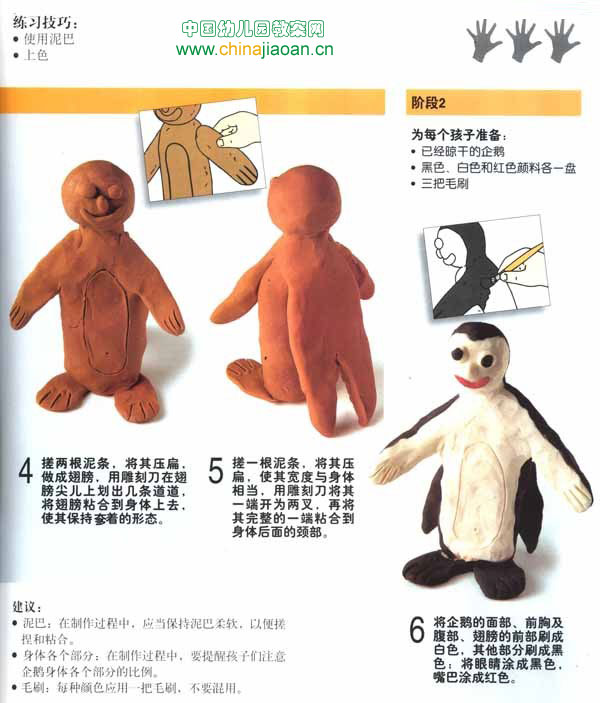 中国幼儿园教案网
www.chinajiaoan.cn
练习技巧：
• 使用泥巴
• 上色
阶段2
为每个孩子准备：
• 已经晾干的企鹅
• 黑色、白色和红色颜料各一盘
• 三把毛刷
4 搓两根泥条，将其压扁，
做成翅膀，用雕刻刀在翅
膀尖儿上划出几条道道，
将翅膀粘合到身体上去，
使其保持奓着的形态。
5 搓一根泥条，将其压
扁，使其宽度与身体
相当，用雕刻刀将其
一端开为两叉，再将
其完整的一端粘合到
身体后面的颈部。
6 将企鹅的面部、前胸及
腹部、翅膀的前部刷成
白色，其他部分刷成黑
色；将眼睛涂成黑色，
嘴巴涂成红色。
建议：
• 泥巴：在制作过程中，应当保持泥巴柔软，以便搓
捏和粘合。
• 身体各个部分：在制作过程中，要提醒孩子们注意
企鹅身体各个部分的比例。
• 毛刷：每种颜色应用一把毛刷，不要混用。